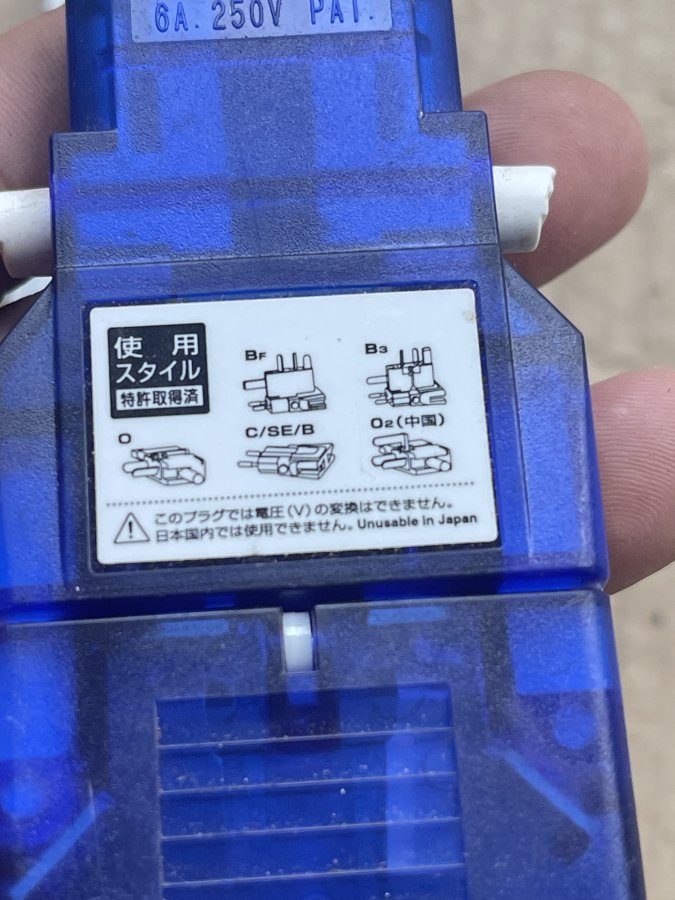 6A. 250V PAT.
使用
スタイル
特許取得済
BF
B3
O
C/SE/B
O2(中国)
このプラグでは電圧(V)の変換はできません。
日本国内では使用できません。Unusable in Japan